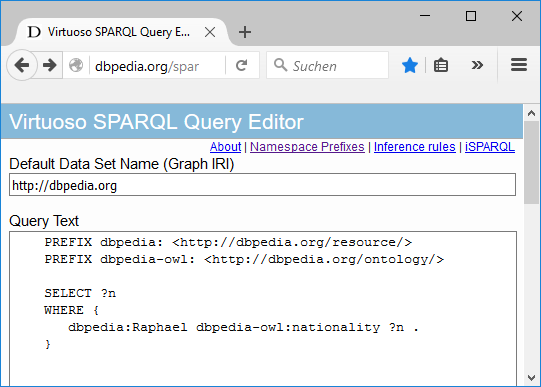 Virtuoso SPARQL Query E...
dbpedia.org/spar
Suchen
Virtuoso SPARQL Query Editor
About | Namespace Prefixes | Inference rules | iSPARQL
Default Data Set Name (Graph IRI)
http://dbpedia.org
Query Text
PREFIX dbpedia: <http://dbpedia.org/resource/>
PREFIX dbpedia-owl: <http://dbpedia.org/ontology/>
SELECT ?n
WHERE {
dbpedia:Raphael dbpedia-owl:nationality ?n .
}